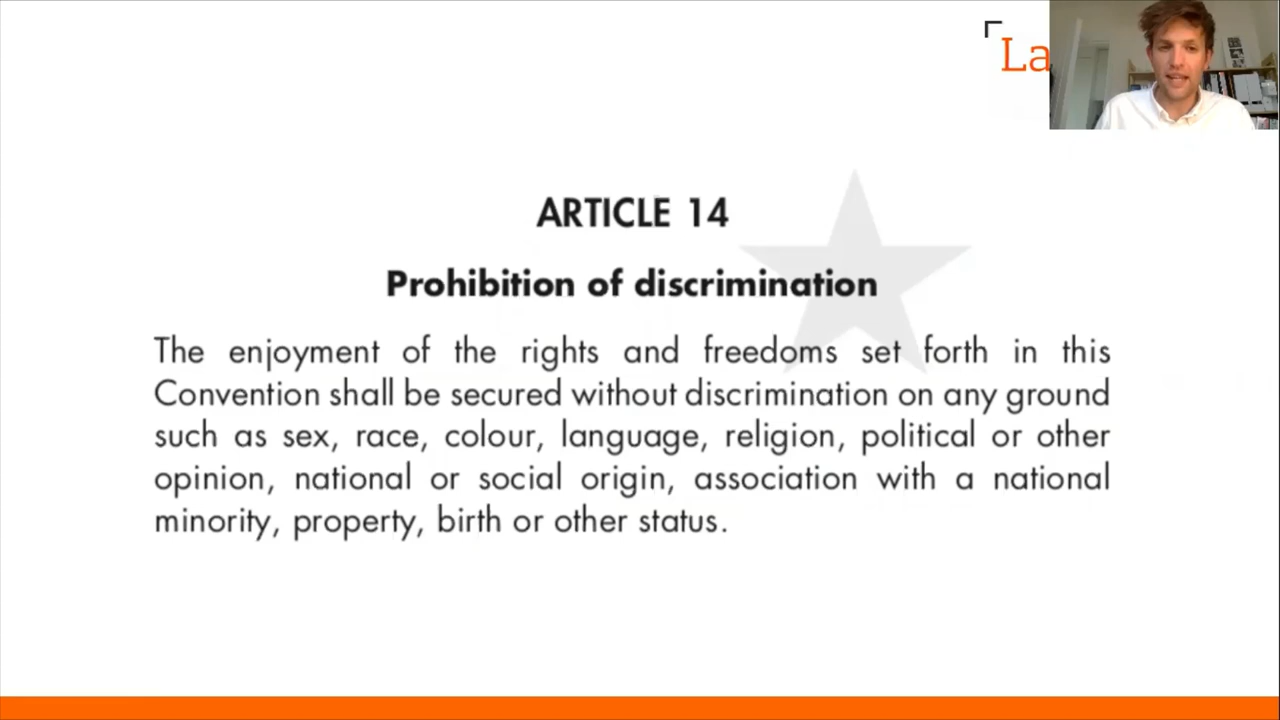 La
ARTICLE 14
Prohibition of discrimination
The enjoyment of the rights and freedoms set forth in this
Convention shall be secured without discrimination on any ground
such as sex, race, colour, language, religion, political or other
opinion, national or social origin, association with a national
minority, property, birth or other status.